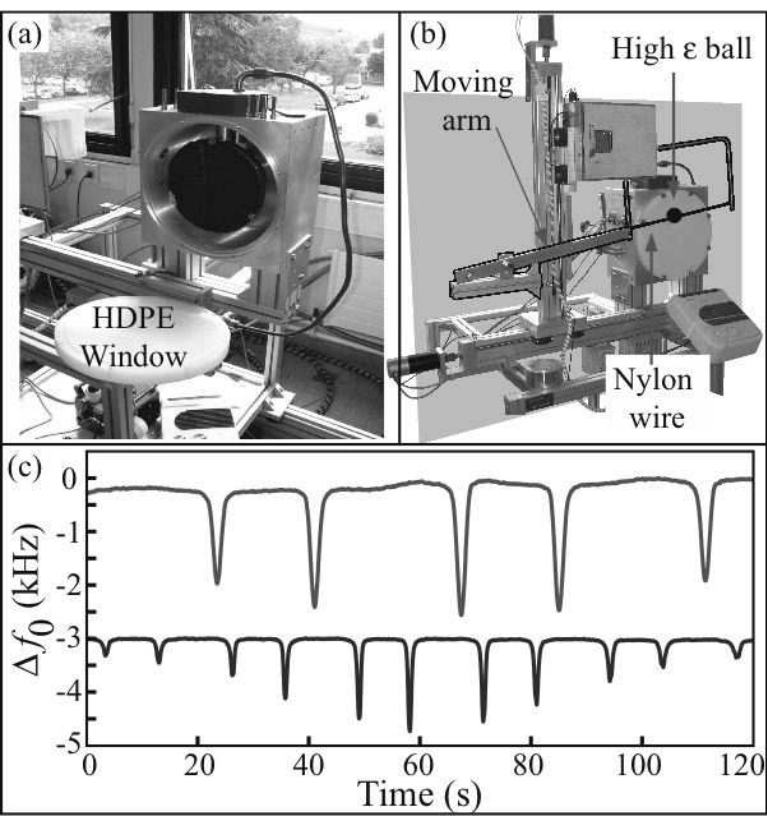 (a)
HDPE
Window
(b)
High ε ball
Moving
arm
Nylon
wire
(c)
0
-1
-2
-3
-4
-5
Δf0 (kHz)
0 20 40 60 80 100 120
Time (s)